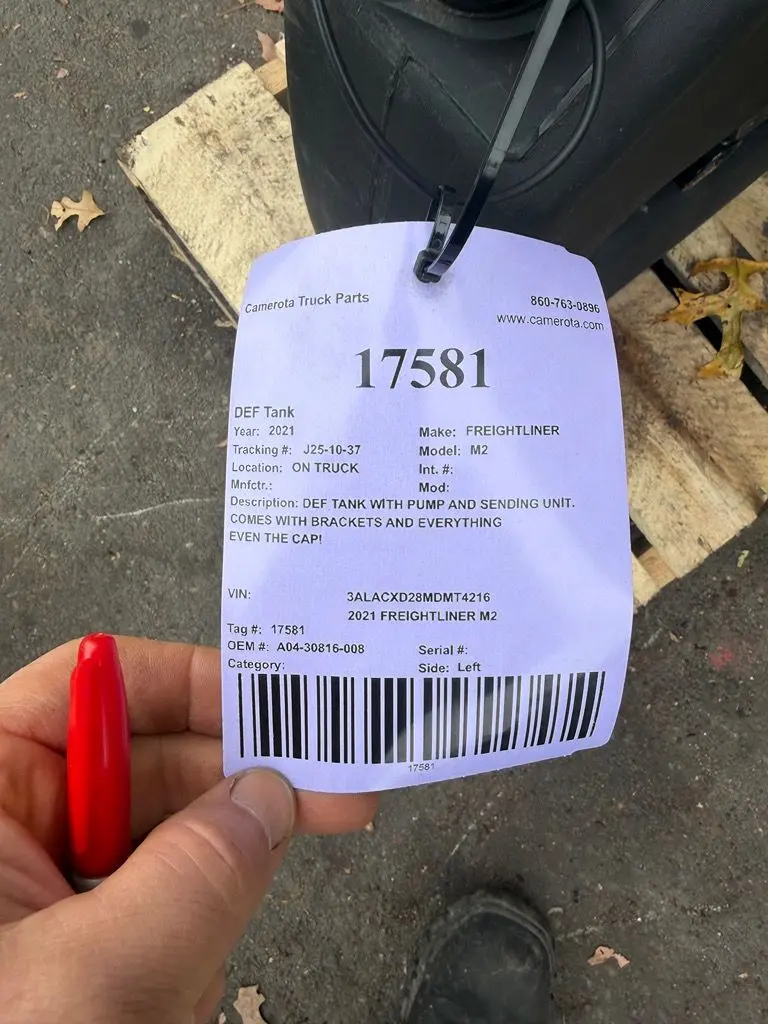 Camerota Truck Parts 860-763-0896
www.camerota.com
17581
DEF Tank
Year: 2021 Make: FREIGHTLINER
Tracking #: J25-10-37 Model: M2
Location: ON TRUCK Int. #:
Mnfctr.: Mod:
Description: DEF TANK WITH PUMP AND SENDING UNIT.
COMES WITH BRACKETS AND EVERYTHING
EVEN THE CAP!
VIN: 3ALACXD28MDMT4216
2021 FREIGHTLINER M2
Tag #: 17581
OEM #: A04-30816-008 Serial #:
Category: Side: Left
17581